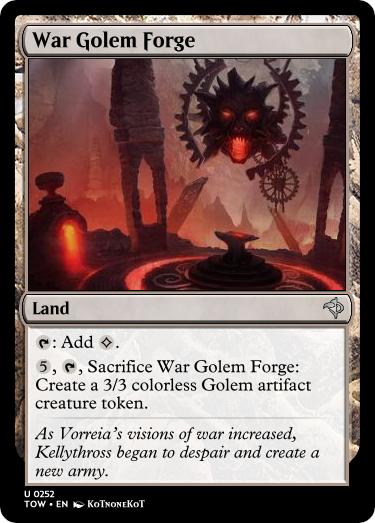 War Golem Forge
Land
: Add .
5, , Sacrifice War Golem Forge:
Create a 3/3 colorless Golem artifact
creature token.
As Vorreia's visions of war increased,
Kellythross began to despair and create a
new army.
U 0252
TOW • EN KoTnoneKoT